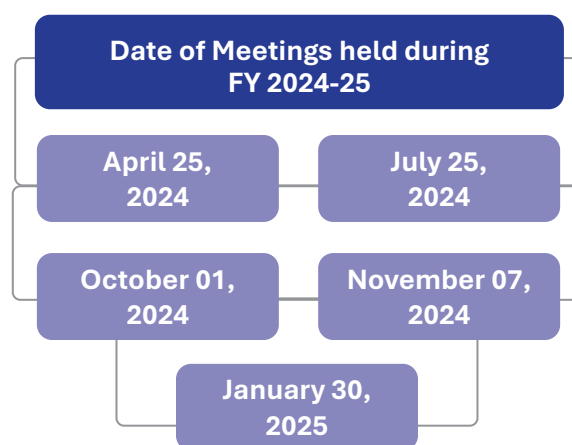 Date of Meetings held during
FY 2024-25
April 25,
2024
July 25,
2024
October 01,
2024
November 07,
2024
January 30,
2025